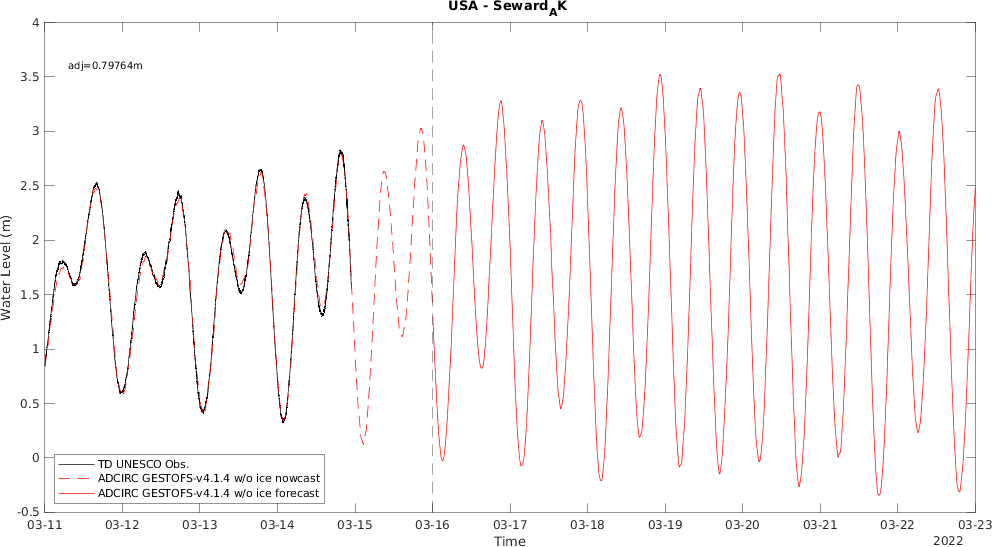 USA - Seward_AK
4
3.5
3
2.5
2
1.5
1
0.5
0
-0.5
Water Level (m)
adj=0.79764m
TD UNESCO Obs.
ADCIRC GESTOFS-v4.1.4 w/o ice nowcast
ADCIRC GESTOFS-v4.1.4 w/o ice forecast
03-11 03-12 03-13 03-14 03-15 03-16 03-17 03-18 03-19 03-20 03-21 03-22 03-23
Time
2022